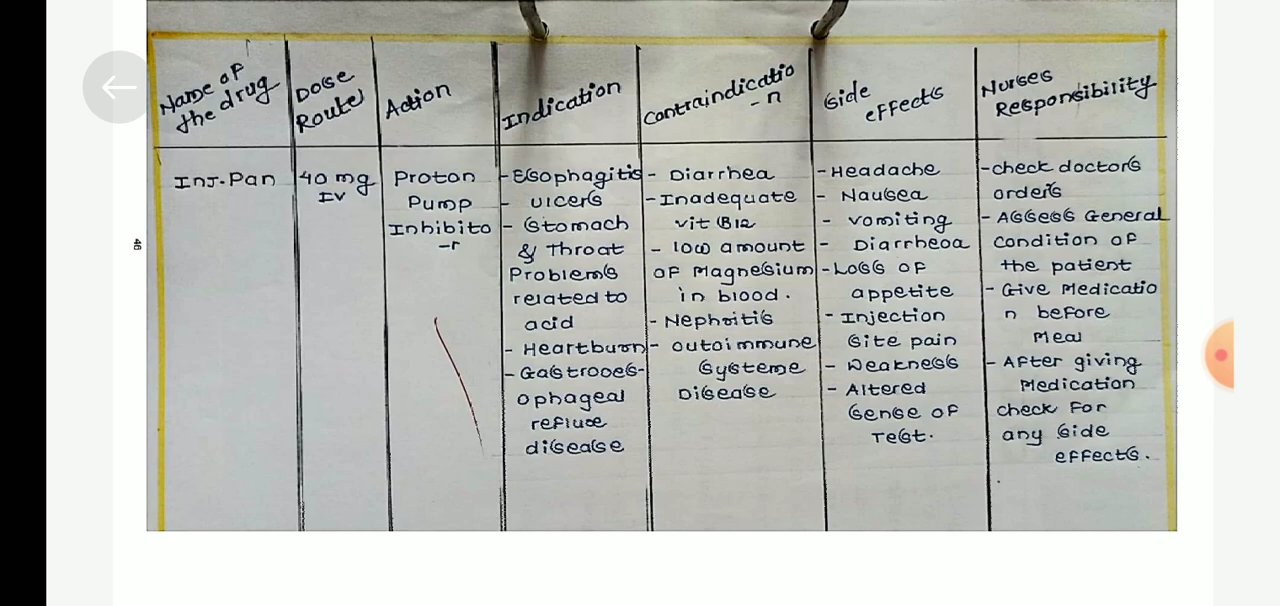 Name of
the drug
Dose
Route
Action
Indication
Contraindicatio
-n
Side
effects
Nurses
Responsibility
Inj.Pan
40 mg
IV
Proton
Pump
Inhibito
-r
- Esophagitis
- ulcers
- Stomach
& Throat
Problems
related to
acid
- Heartburn
- Gastrooes-
ophageal
refluxe
disease
- Diarrhea
- Inadequate
vit B12
- low amount
of Magnesium
in blood.
- Nephritis
- outoimmune
Systeme
Disease
- Headache
- Nausea
- vomiting
- Diarrheoa
- Loss of
appetite
- Injection
Site pain
- Weakness
- Altered
Sense of
Test.
- check doctors
orders
- Assess General
condition of
the patient
- Give Medicatio
n before
Meal
- After giving
Medication
check for
any side
effects.
46